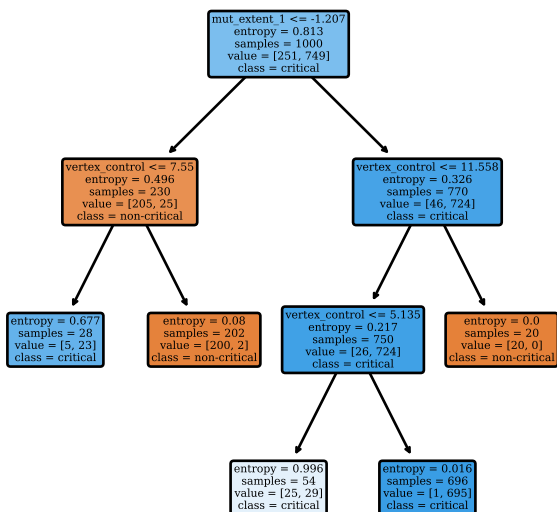 mut_extent_1 <= -1.207
entropy = 0.813
samples = 1000
value = [251, 749]
class = critical
vertex_control <= 7.55
entropy = 0.496
samples = 230
value = [205, 25]
class = non-critical
vertex_control <= 11.558
entropy = 0.326
samples = 770
value = [46, 724]
class = critical
entropy = 0.677
samples = 28
value = [5, 23]
class = critical
entropy = 0.08
samples = 202
value = [200, 2]
class = non-critical
vertex_control <= 5.135
entropy = 0.217
samples = 750
value = [26, 724]
class = critical
entropy = 0.0
samples = 20
value = [20, 0]
class = non-critical
entropy = 0.996
samples = 54
value = [25, 29]
class = critical
entropy = 0.016
samples = 696
value = [1, 695]
class = critical